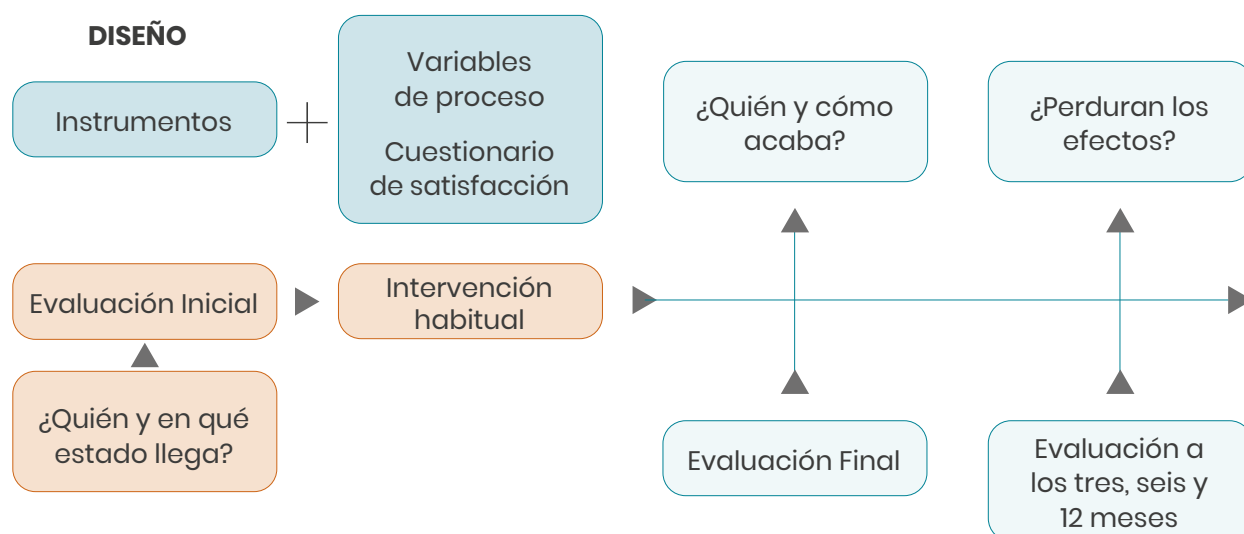 DISEÑO
Instrumentos
Variables
de proceso
Cuestionario
de satisfacción
¿Quién y cómo
acaba?
¿Perduran los
efectos?
Evaluación Inicial
Intervención
habitual
¿Quién y en qué
estado llega?
Evaluación Final
Evaluación a
los tres, seis y
12 meses